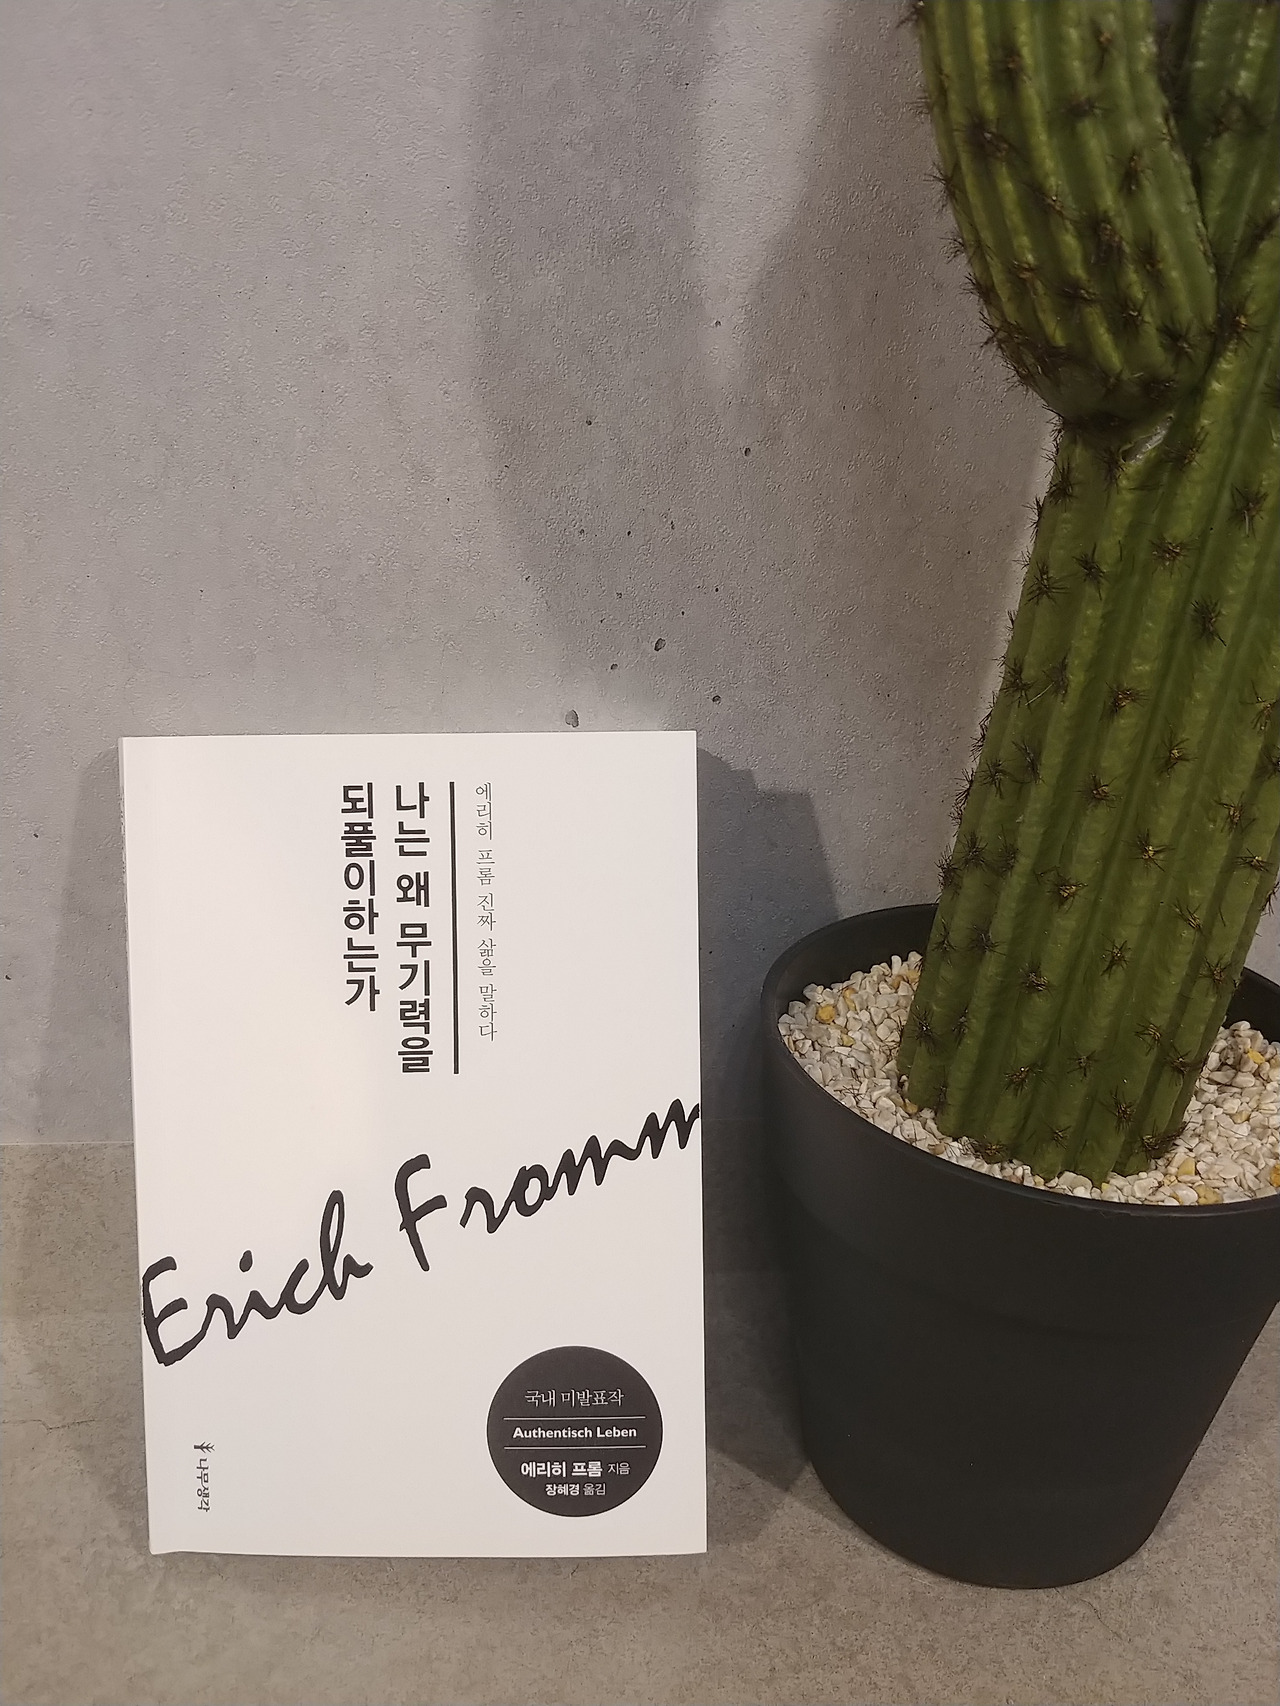 에리히 프롬 진짜 삶을 말하다
나는 왜 무기력을
되풀이하는가
Erich Fromm
국내 미발표작
Authentisch Leben
에리히 프롬 지음
장혜경 옮김
나무생각